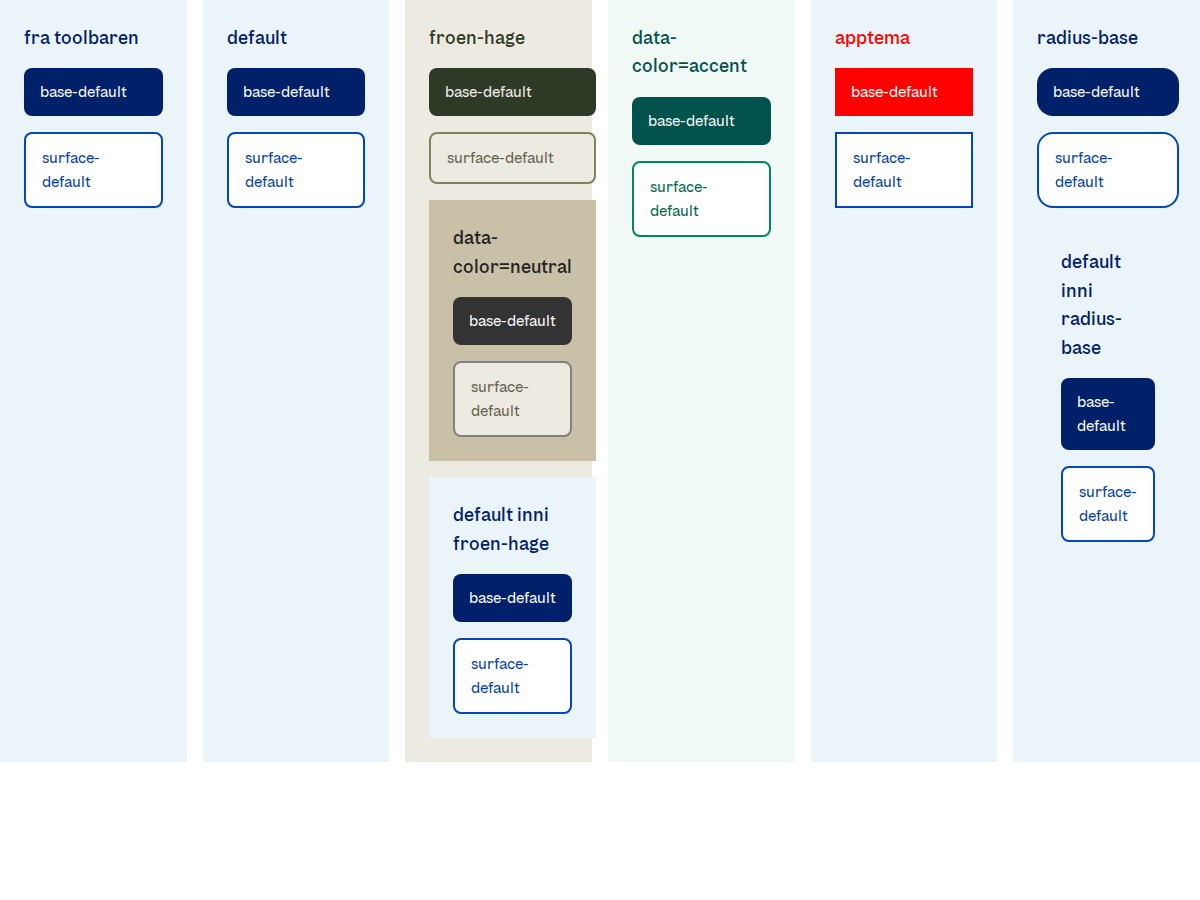 fra toolbaren
base-default
surface-
default
default
base-default
surface-
default
froen-hage
base-default
surface-default
data-
color=neutral
base-default
surface-
default
default inni
froen-hage
base-default
surface-
default
data-
color=accent
base-default
surface-
default
apptema
base-default
surface-
default
radius-base
base-default
surface-
default
default
inni
radius-
base
base-
default
surface-
default